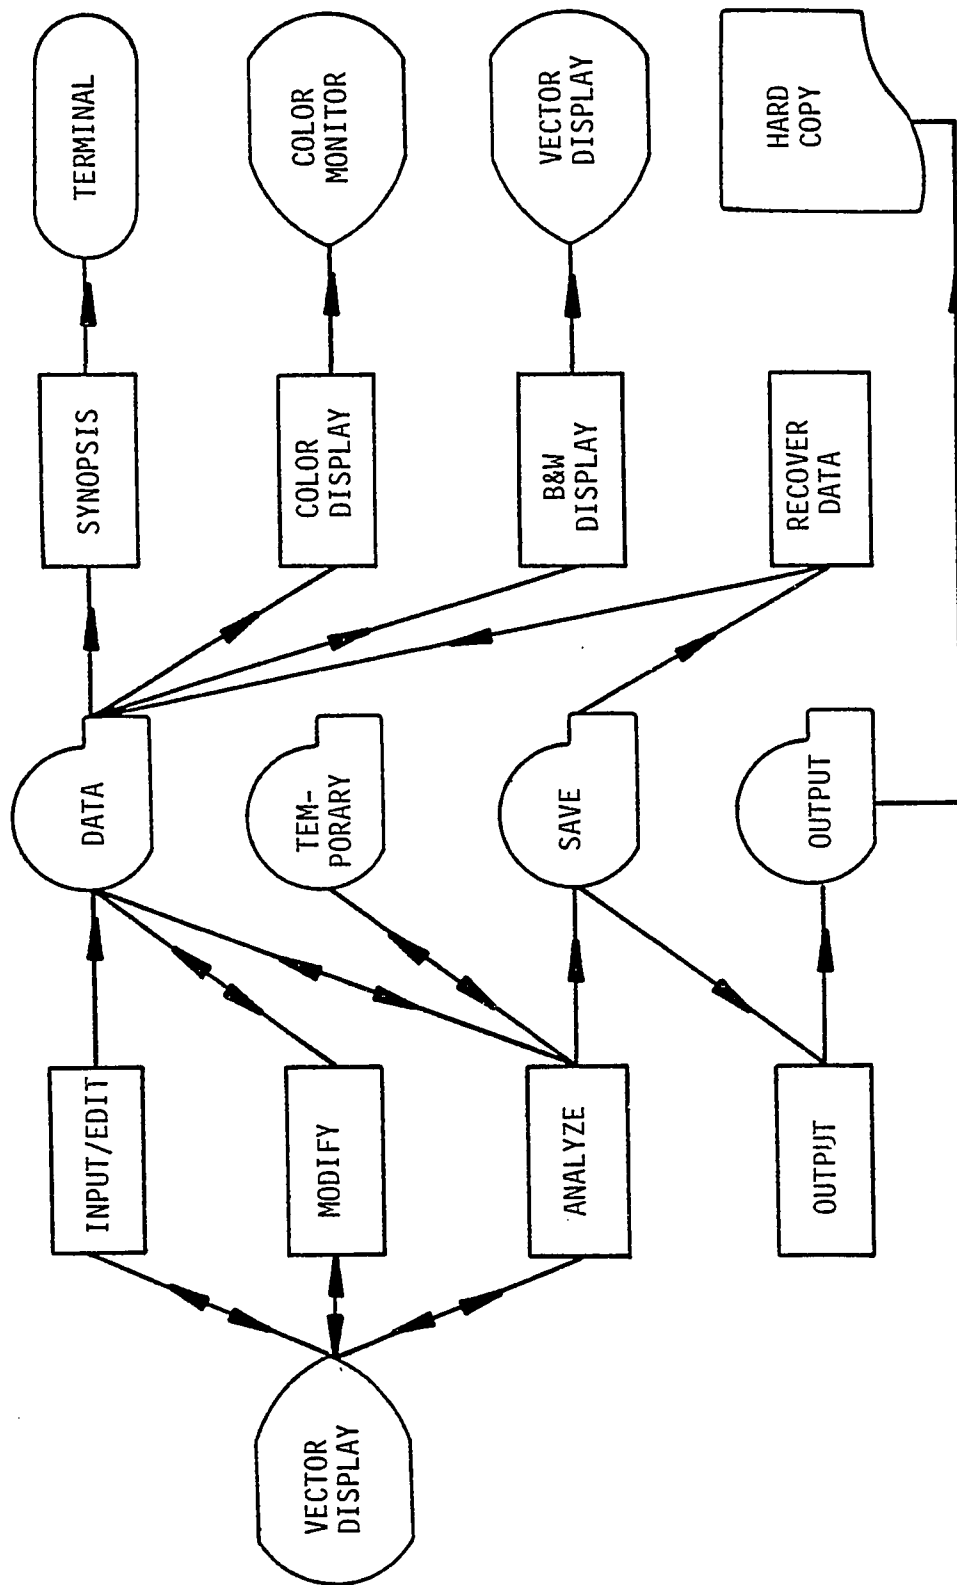 VECTOR
DISPLAY
INPUT/EDIT
MODIFY
ANALYZE
OUTPUT
DATA
TEM-
PORARY
SAVE
OUTPUT
SYNOPSIS
COLOR
DISPLAY
B&W
DISPLAY
RECOVER
DATA
TERMINAL
COLOR
MONITOR
VECTOR
DISPLAY
HARD
COPY